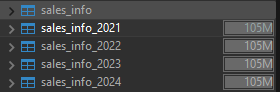 sales_info
sales_info_2021 105M
sales_info_2022 105M
sales_info_2023 105M
sales_info_2024 105M